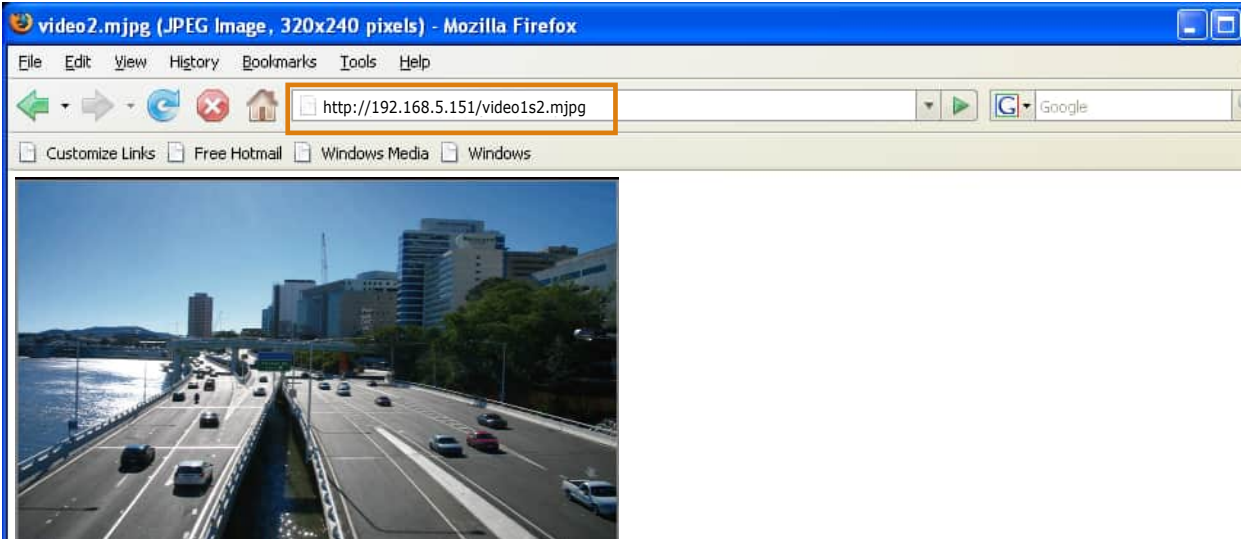 video2.mjpg (JPEG Image, 320x240 pixels) - Mozilla Firefox
File Edit View History Bookmarks Tools Help
http://192.168.5.151/video1s2.mjpg G Google
Customize Links Free Hotmail Windows Media Windows